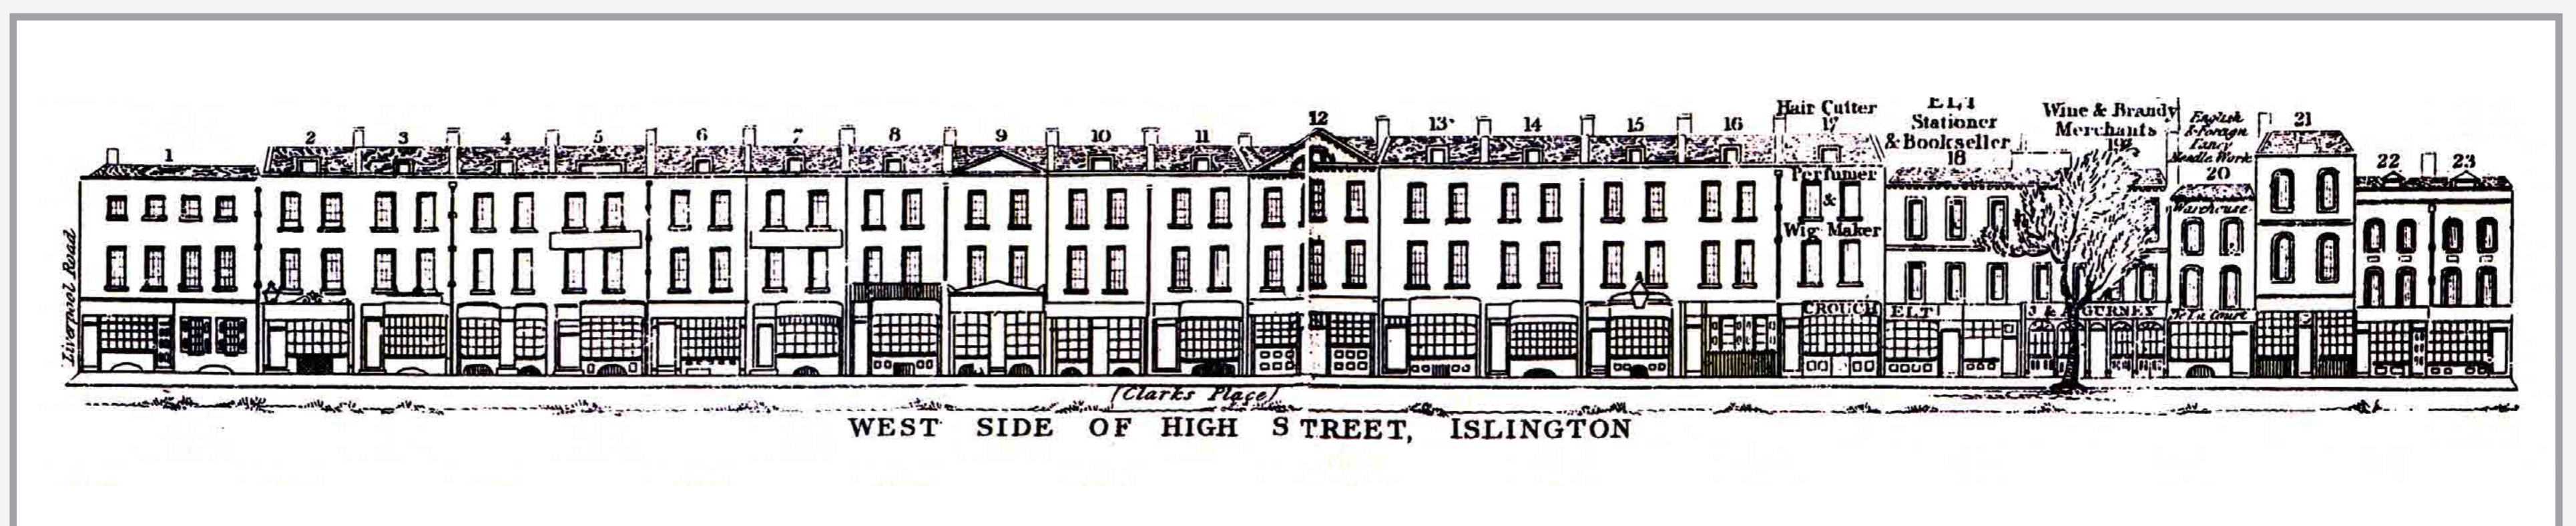 Liverpool Road
1
2
3
4
5
6
7
8
9
10
11
12
13
14
15
16
Hair Cutter
17
Perfumer
&
Wig Maker
CROUCH
ELT
Stationer
& Bookseller
18
ELT
Wine & Brandy
Merchants
19
J & A GURNEY
English
& Foreign
Fancy
Needle Work
20
Warehouse
Court
21
22
23
(Clarks Place)
WEST SIDE OF HIGH STREET, ISLINGTON